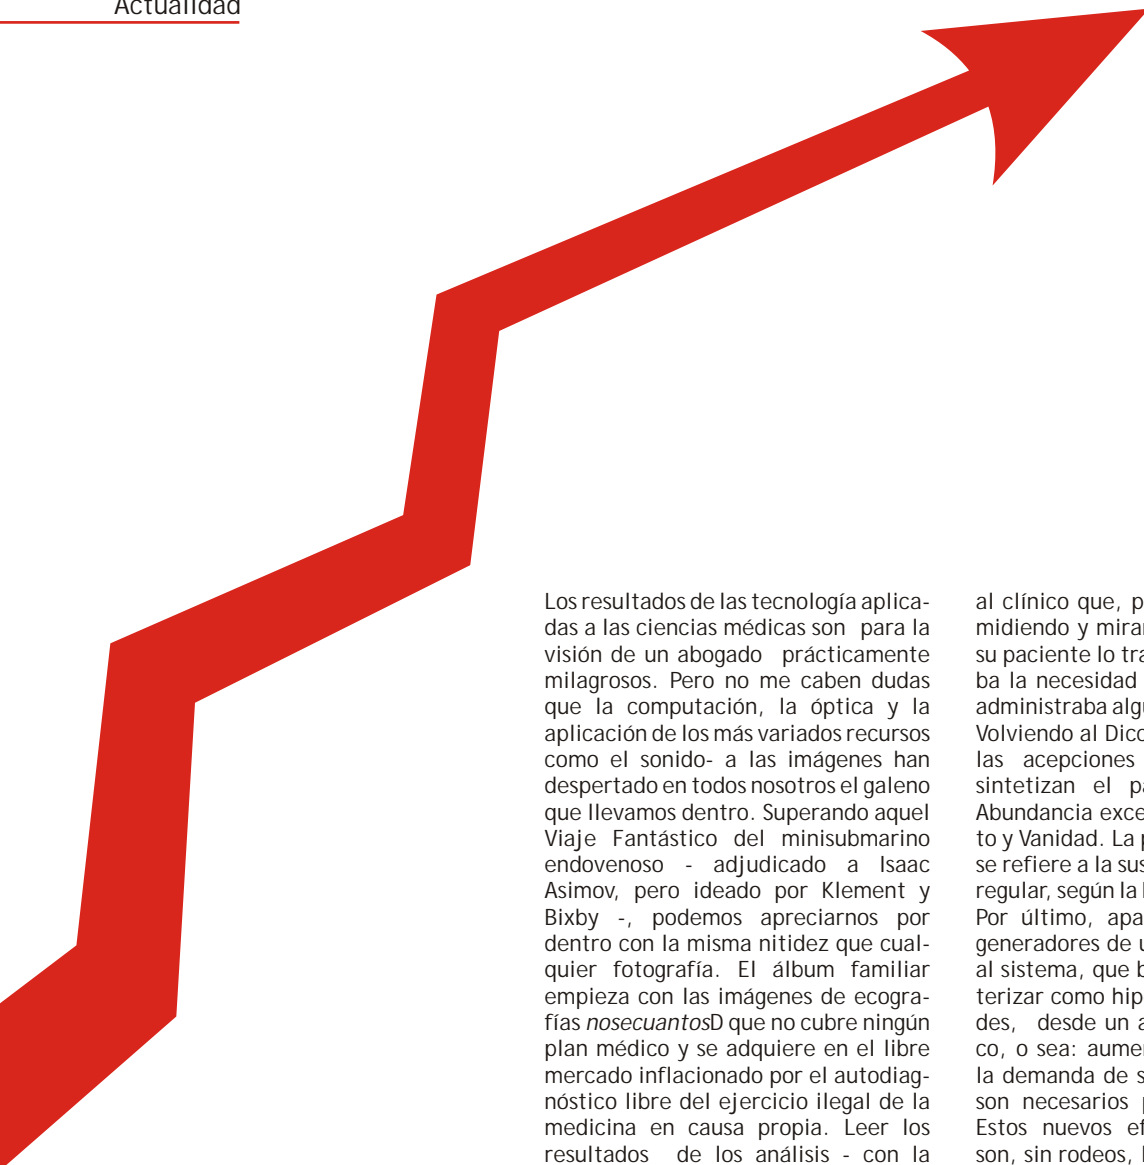 Actualidad
Los resultados de las tecnología aplica-
das a las ciencias médicas son para la
visión de un abogado prácticamente
milagrosos. Pero no me caben dudas
que la computación, la óptica y la
aplicación de los más variados recursos
como el sonido- a las imágenes han
despertado en todos nosotros el galeno
que llevamos dentro. Superando aquel
Viaje Fantástico del minisubmarino
endovenoso - adjudicado a Isaac
Asimov, pero ideado por Klement y
Bixby -, podemos apreciarnos por
dentro con la misma nitidez que cual-
quier fotografía. El álbum familiar
empieza con las imágenes de ecogra-
fías nosecuantosD que no cubre ningún
plan médico y se adquiere en el libre
mercado inflacionado por el autodiag-
nóstico libre del ejercicio ilegal de la
medicina en causa propia. Leer los
resultados de los análisis - con la
al clínico que,
midiendo y
su paciente lo
ba la necesidad
administraba
Volviendo al
las acepciones
sintetizan el
Abundancia
to y Vanidad. La
se refiere a la
regular, según la
Por último,
generadores de
al sistema, que
terizar como
des, desde un
co, o sea:
la demanda de
son necesarios
Estos nuevos
son, sin rodeos,